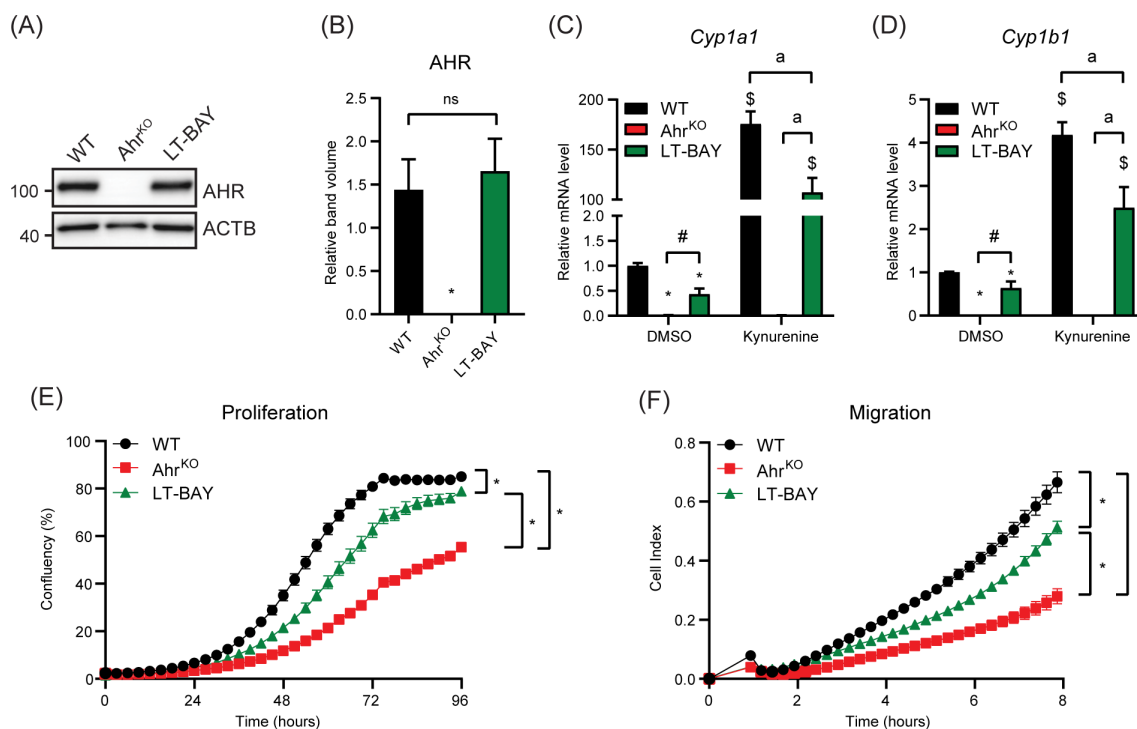 (A)
WT
Ahr^KO
LT-BAY
100
AHR
40
ACTB
(B)
AHR
Relative band volume
2.5
2.0
1.5
1.0
0.5
0.0
ns
*
WT
Ahr^KO
LT-BAY
(C)
Cyp1a1
Relative mRNA level
200
175
150
125
100
2.0
1.5
1.0
0.5
0.0
WT
Ahr^KO
LT-BAY
a
$
a
$
#
*
*
DMSO
Kynurenine
(D)
Cyp1b1
Relative mRNA level
5
4
3
2
1
0
WT
Ahr^KO
LT-BAY
a
$
a
$
#
*
*
DMSO
Kynurenine
(E)
Proliferation
WT
Ahr^KO
LT-BAY
Confluency (%)
100
80
60
40
20
0
0
24
48
72
96
Time (hours)
*
*
*
(F)
Migration
WT
Ahr^KO
LT-BAY
Cell Index
0.8
0.6
0.4
0.2
0.0
0
2
4
6
8
Time (hours)
*
*
*